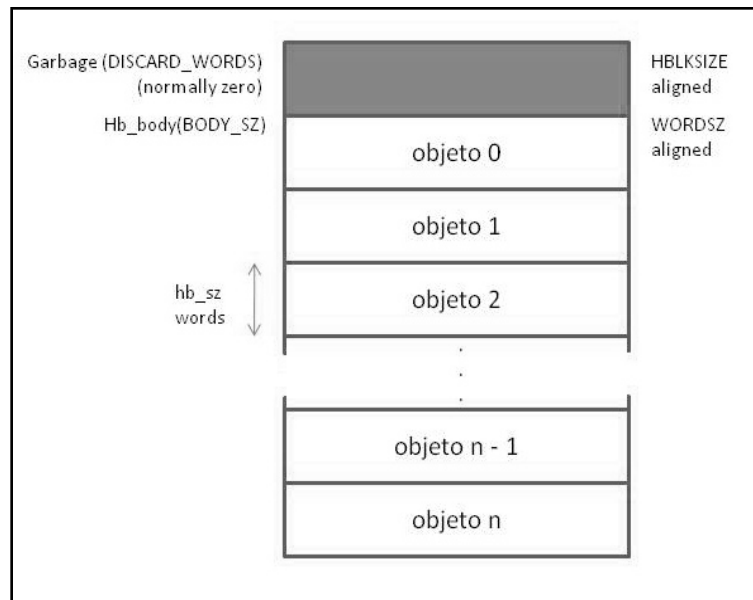 Garbage (DISCARD_WORDS)
(normally zero)
HBLKSIZE
aligned
Hb_body(BODY_SZ)
WORDSZ
aligned
objeto 0
objeto 1
hb_sz
words
objeto 2
.
.
.
objeto n - 1
objeto n